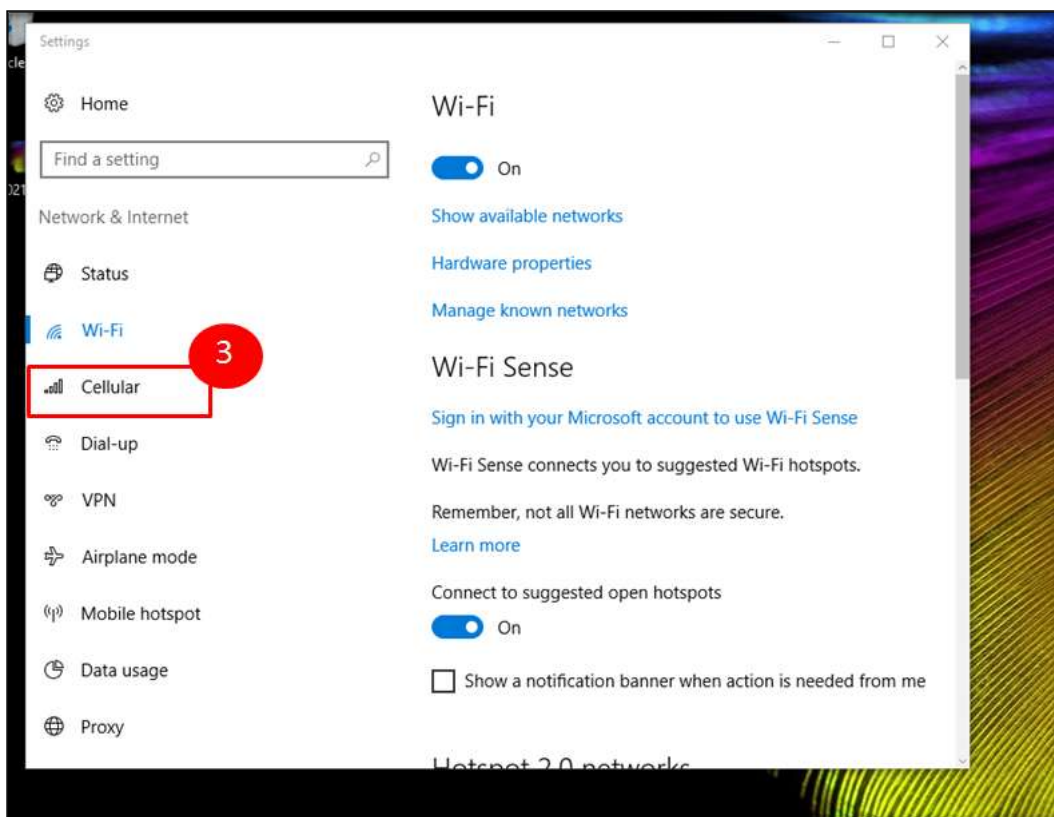 Settings
cle
Home
Find a setting
021
Network & Internet
Status
Wi-Fi
3
Cellular
Dial-up
VPN
Airplane mode
Mobile hotspot
Data usage
Proxy
Wi-Fi
On
Show available networks
Hardware properties
Manage known networks
Wi-Fi Sense
Sign in with your Microsoft account to use Wi-Fi Sense
Wi-Fi Sense connects you to suggested Wi-Fi hotspots.
Remember, not all Wi-Fi networks are secure.
Learn more
Connect to suggested open hotspots
On
Show a notification banner when action is needed from me
Hotspot 2.0 networks